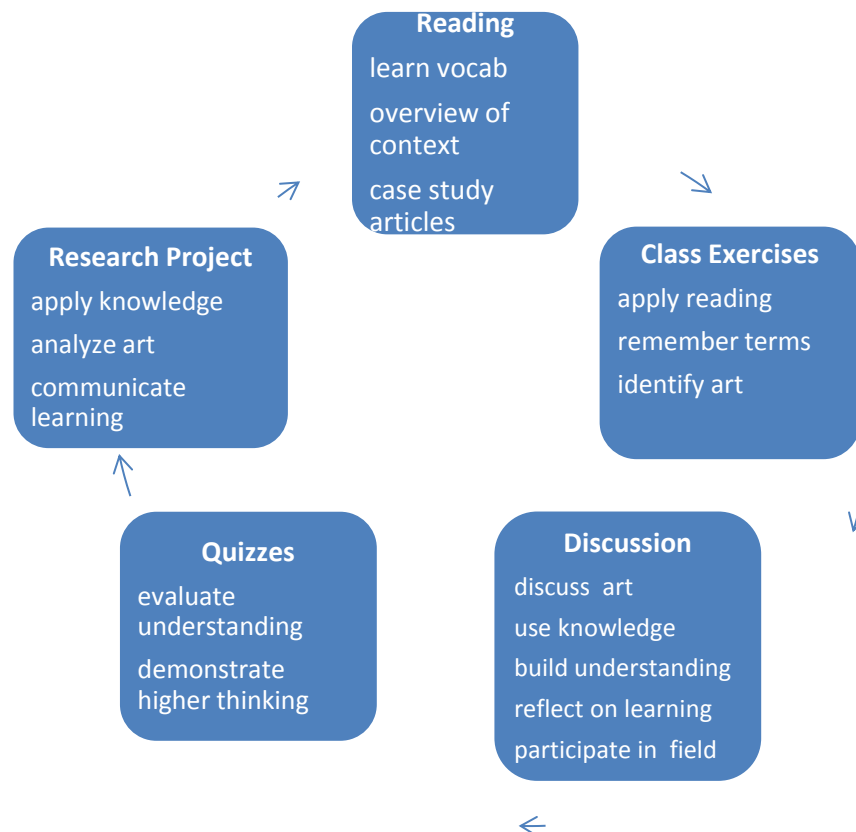 Reading
learn vocab
overview of
context
case study
articles
Class Exercises
apply reading
remember terms
identify art
Discussion
discuss  art
use knowledge
build understanding
reflect on learning
participate in  field
Quizzes
evaluate
understanding
demonstrate
higher thinking
Research Project
apply knowledge
analyze art
communicate
learning